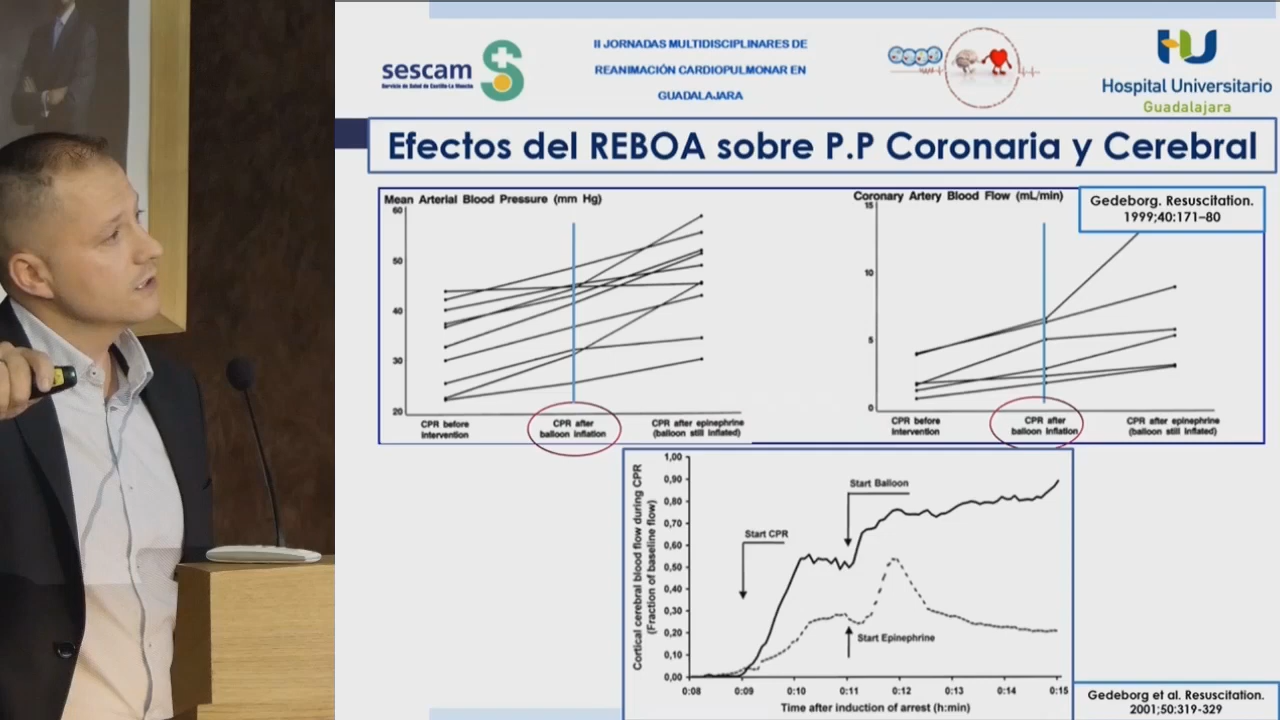 sescam
Servicio de Salud de Castilla-La Mancha
II JORNADAS MULTIDISCIPLINARES DE
REANIMACIÓN CARDIOPULMONAR EN
GUADALAJARA
Hospital Universitario
Guadalajara
Efectos del REBOA sobre P.P Coronaria y Cerebral
Mean Arterial Blood Pressure (mm Hg)
60
50
40
30
20
CPR before
intervention
CPR after
balloon inflation
CPR after epinephrine
(balloon still inflated)
Coronary Artery Blood Flow (mL/min)
15
10
5
0
CPR before
intervention
CPR after
balloon inflation
CPR after epinephrine
(balloon still inflated)
Gedeborg. Resuscitation.
1999;40:171–80
Cortical cerebral blood flow during CPR
(Fraction of baseline flow)
1,00
0,90
0,80
0,70
0,60
0,50
0,40
0,30
0,20
0,10
0,00
Start CPR
Start Balloon
Start Epinephrine
0:08
0:09
0:10
0:11
0:12
0:13
0:14
0:15
Time after induction of arrest (h:min)
Gedeborg et al. Resuscitation.
2001;50:319-329